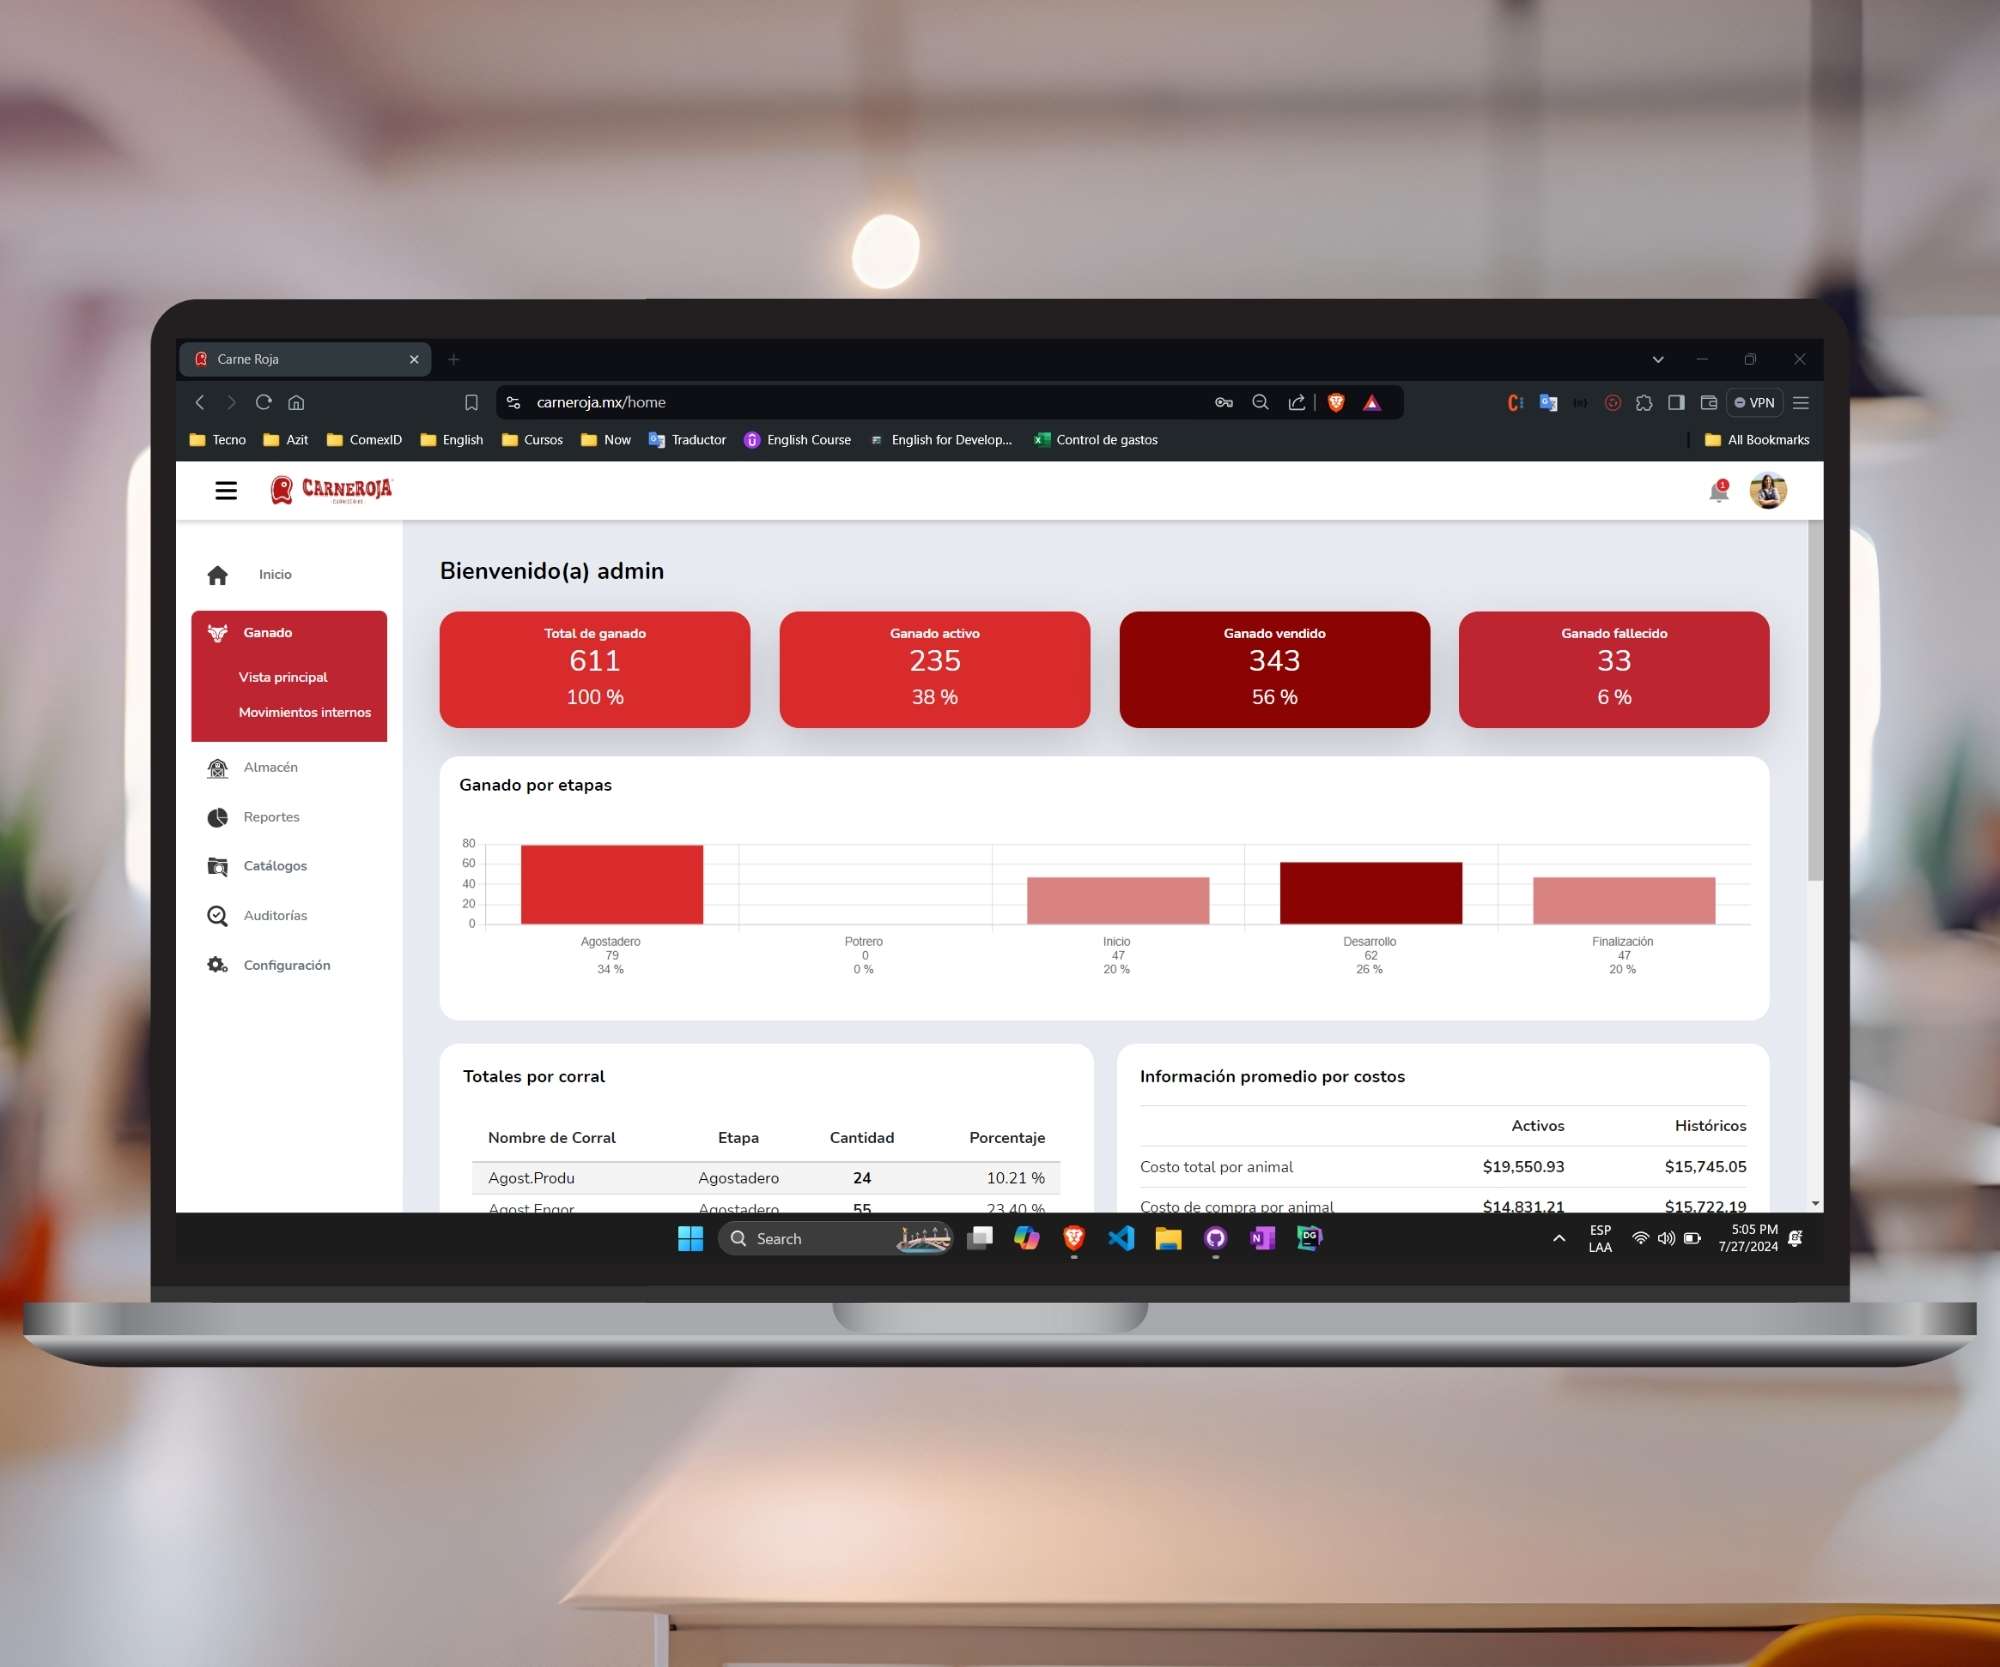 Carne Roja
carneroja.mx/home
VPN
Tecno Azit ComexID English Cursos Now Traductor English Course English for Develop... Control de gastos All Bookmarks
CARNEROJA
1
Bienvenido(a) admin
Inicio
Ganado
Vista principal
Movimientos internos
Almacén
Reportes
Catálogos
Auditorías
Configuración
Total de ganado
611
100 %
Ganado activo
235
38 %
Ganado vendido
343
56 %
Ganado fallecido
33
6 %
Ganado por etapas
80
60
40
20
0
Agostadero
79
34 %
Potrero
0
0 %
Inicio
47
20 %
Desarrollo
62
26 %
Finalización
47
20 %
Totales por corral
Nombre de Corral Etapa Cantidad Porcentaje
Agost.Produ Agostadero 24 10.21 %
Agost Engor Agostadero 55 23.40 %
Información promedio por costos
Activos Históricos
Costo total por animal $19,550.93 $15,745.05
Costo de compra por animal $14,831.21 $15,722.19
Search
N
DG
ESP
LAA
5:05 PM
7/27/2024